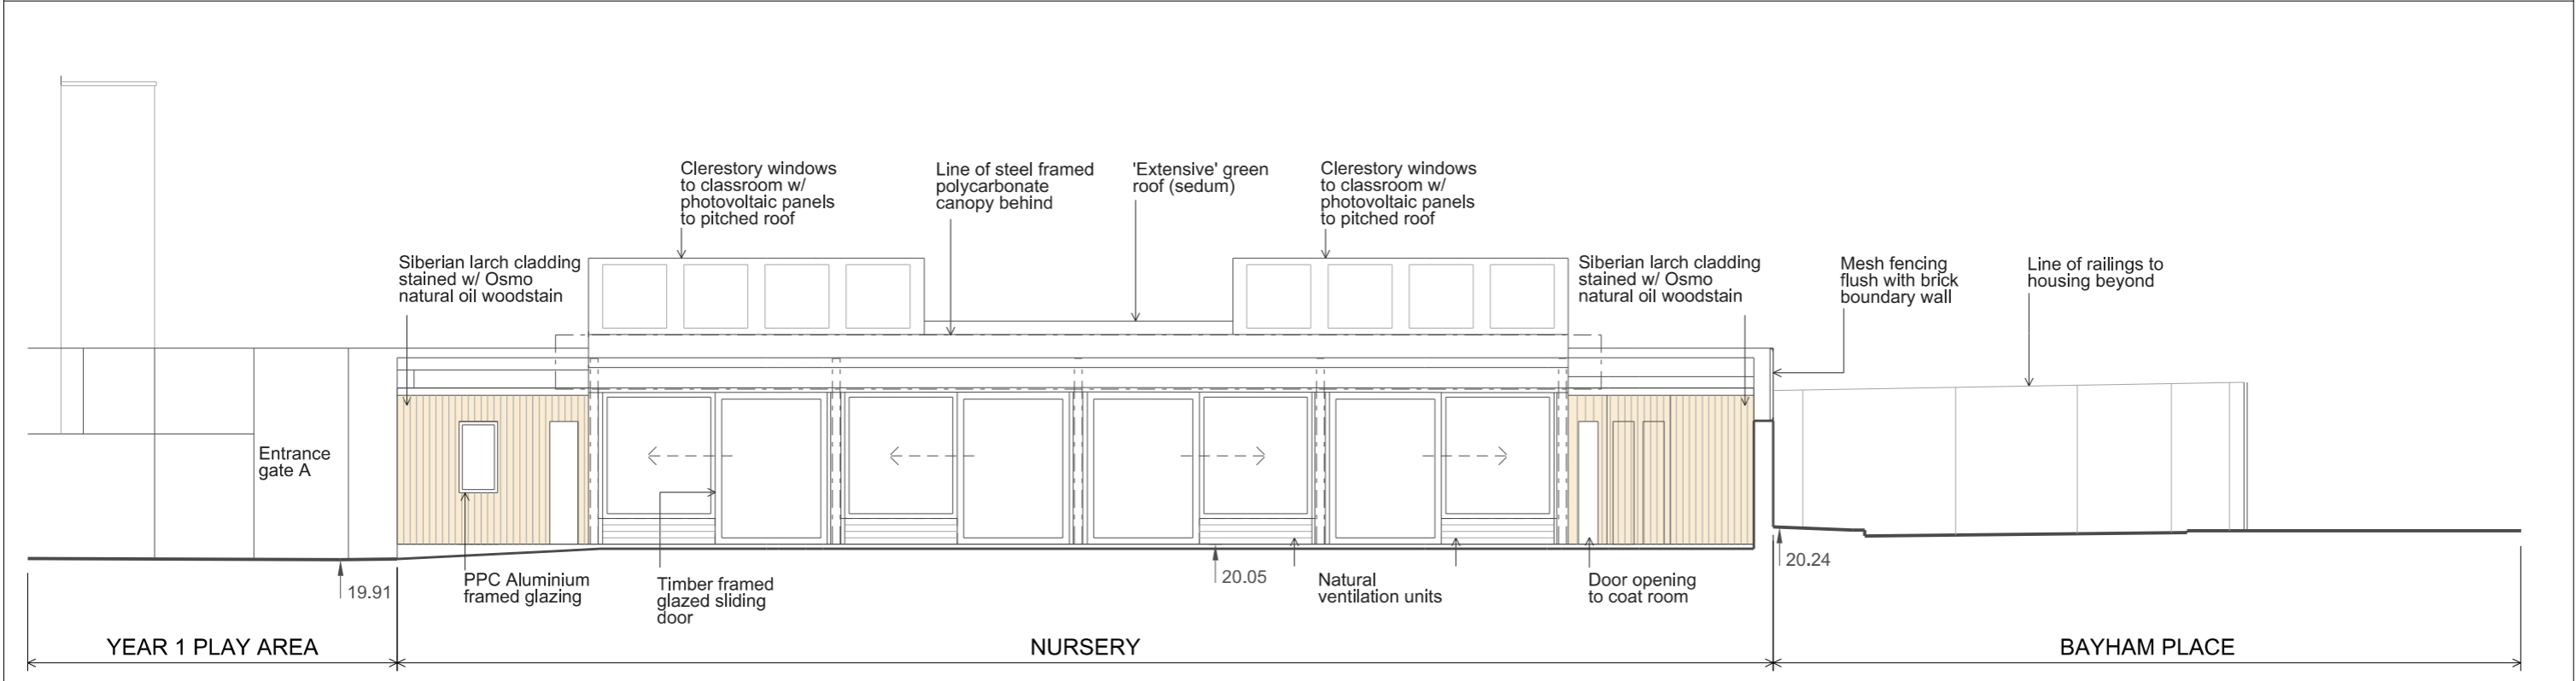 Clerestory windows
to classroom w/
photovoltaic panels
to pitched roof
Line of steel framed
polycarbonate
canopy behind
'Extensive' green
roof (sedum)
Clerestory windows
to classroom w/
photovoltaic panels
to pitched roof
Siberian larch cladding
stained w/ Osmo
natural oil woodstain
Siberian larch cladding
stained w/ Osmo
natural oil woodstain
Mesh fencing
flush with brick
boundary wall
Line of railings to
housing beyond
Entrance
gate A
19.91
PPC Aluminium
framed glazing
Timber framed
glazed sliding
door
20.05
Natural
ventilation units
Door opening
to coat room
20.24
YEAR 1 PLAY AREA
NURSERY
BAYHAM PLACE